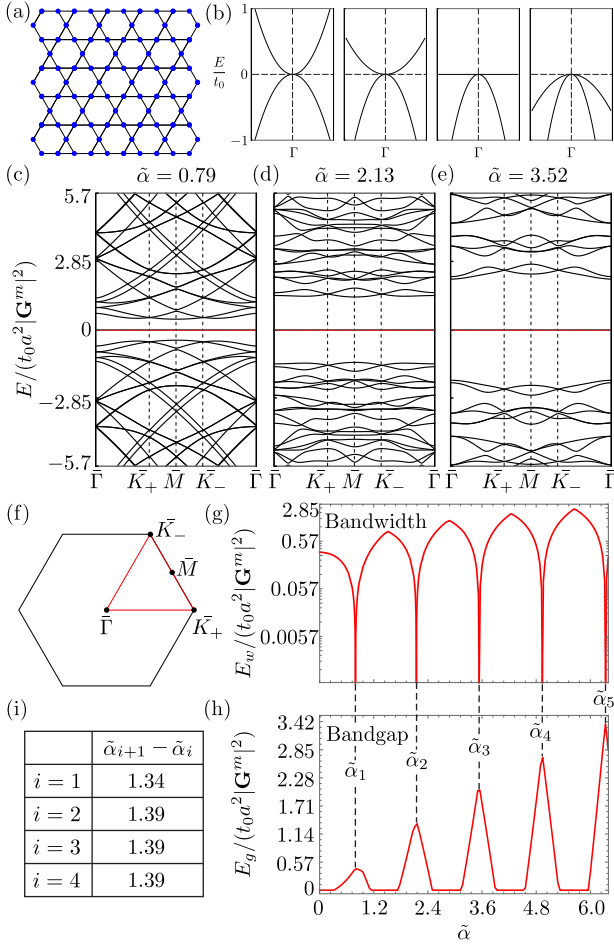 (a)
(b)
E/t₀
1
0
−1
Γ
Γ
Γ
Γ
(c) α̃ = 0.79
(d) α̃ = 2.13
(e) α̃ = 3.52
E/(t₀a²|Gᵐ|²)
5.7
2.85
0
−2.85
−5.7
Γ̄ K̄₊ M̄ K̄₋ Γ̄
Γ̄ K̄₊ M̄ K̄₋ Γ̄
Γ̄ K̄₊ M̄ K̄₋ Γ̄
(f)
K̄₋
M̄
Γ̄
K̄₊
(g)
Bandwidth
E_w/(t₀a²|Gᵐ|²)
2.85
0.57
0.057
0.0057
(h)
Bandgap
α̃₁
α̃₂
α̃₃
α̃₄
α̃₅
E_g/(t₀a²|Gᵐ|²)
3.42
2.85
2.28
1.71
1.14
0.57
0
0 1.2 2.4 3.6 4.8 6.0
α̃
(i)
α̃ᵢ₊₁ − α̃ᵢ
i = 1 1.34
i = 2 1.39
i = 3 1.39
i = 4 1.39